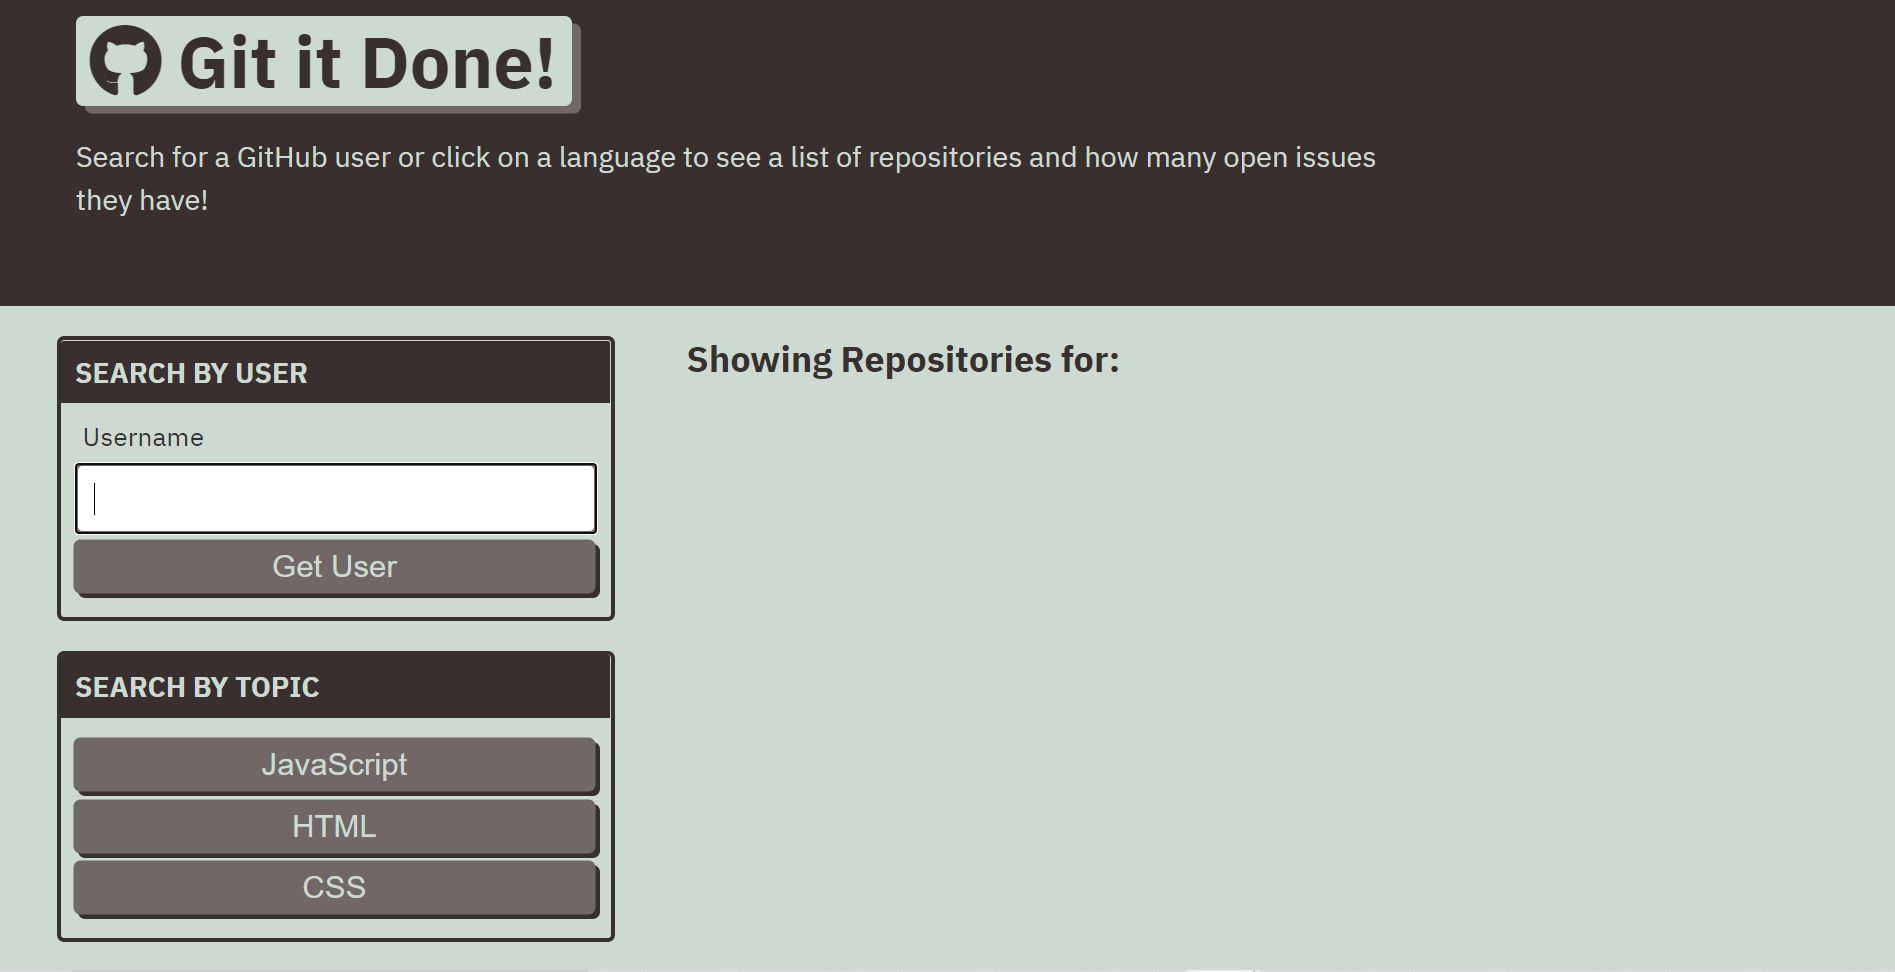 Git it Done!
Search for a GitHub user or click on a language to see a list of repositories and how many open issues
they have!
SEARCH BY USER
Username
Get User
SEARCH BY TOPIC
JavaScript
HTML
CSS
Showing Repositories for: